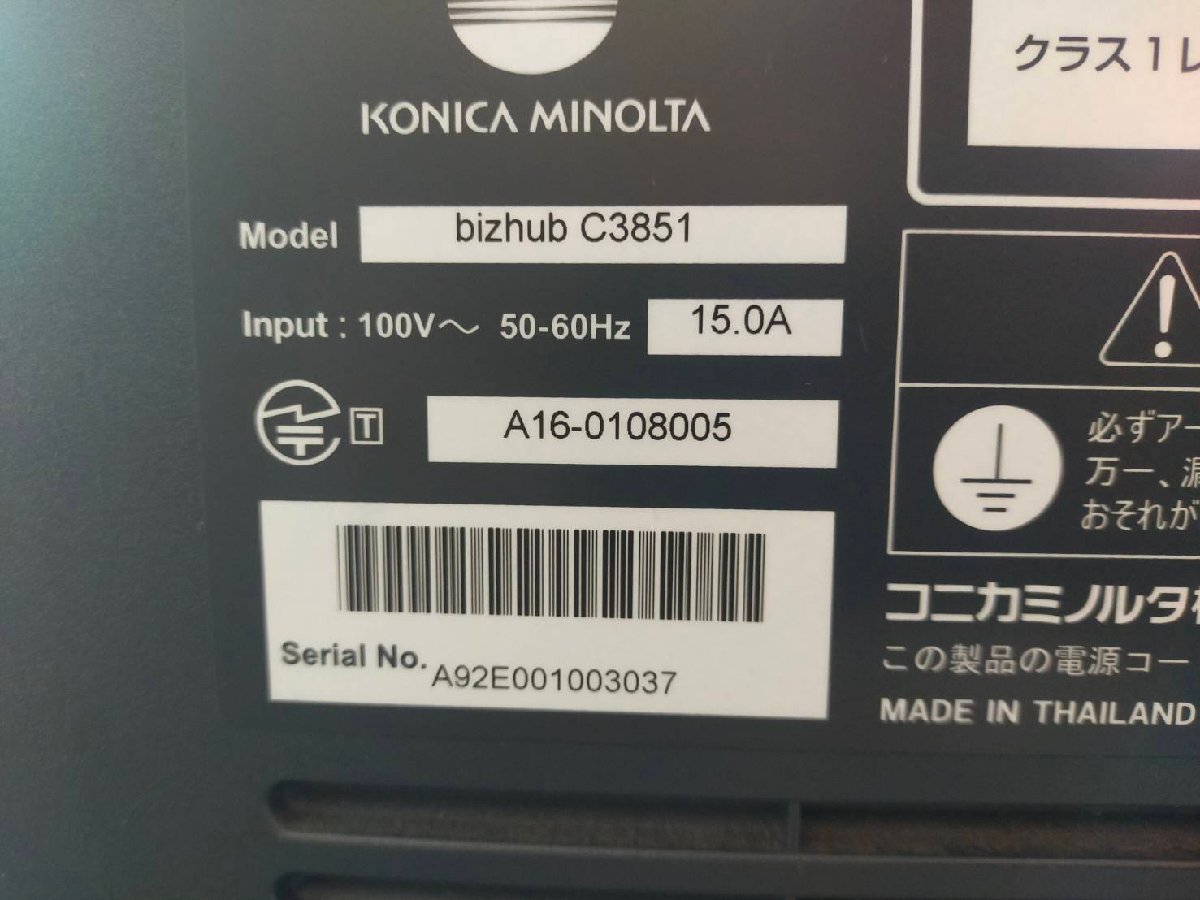 KONICA MINOLTA
Model bizhub C3851
Input : 100V～ 50-60Hz 15.0A
T A16-0108005
Serial No. A92E001003037
クラス1レ
必ずアー
万一、漏
おそれが
コニカミノルタ株
この製品の電源コー
MADE IN THAILAND